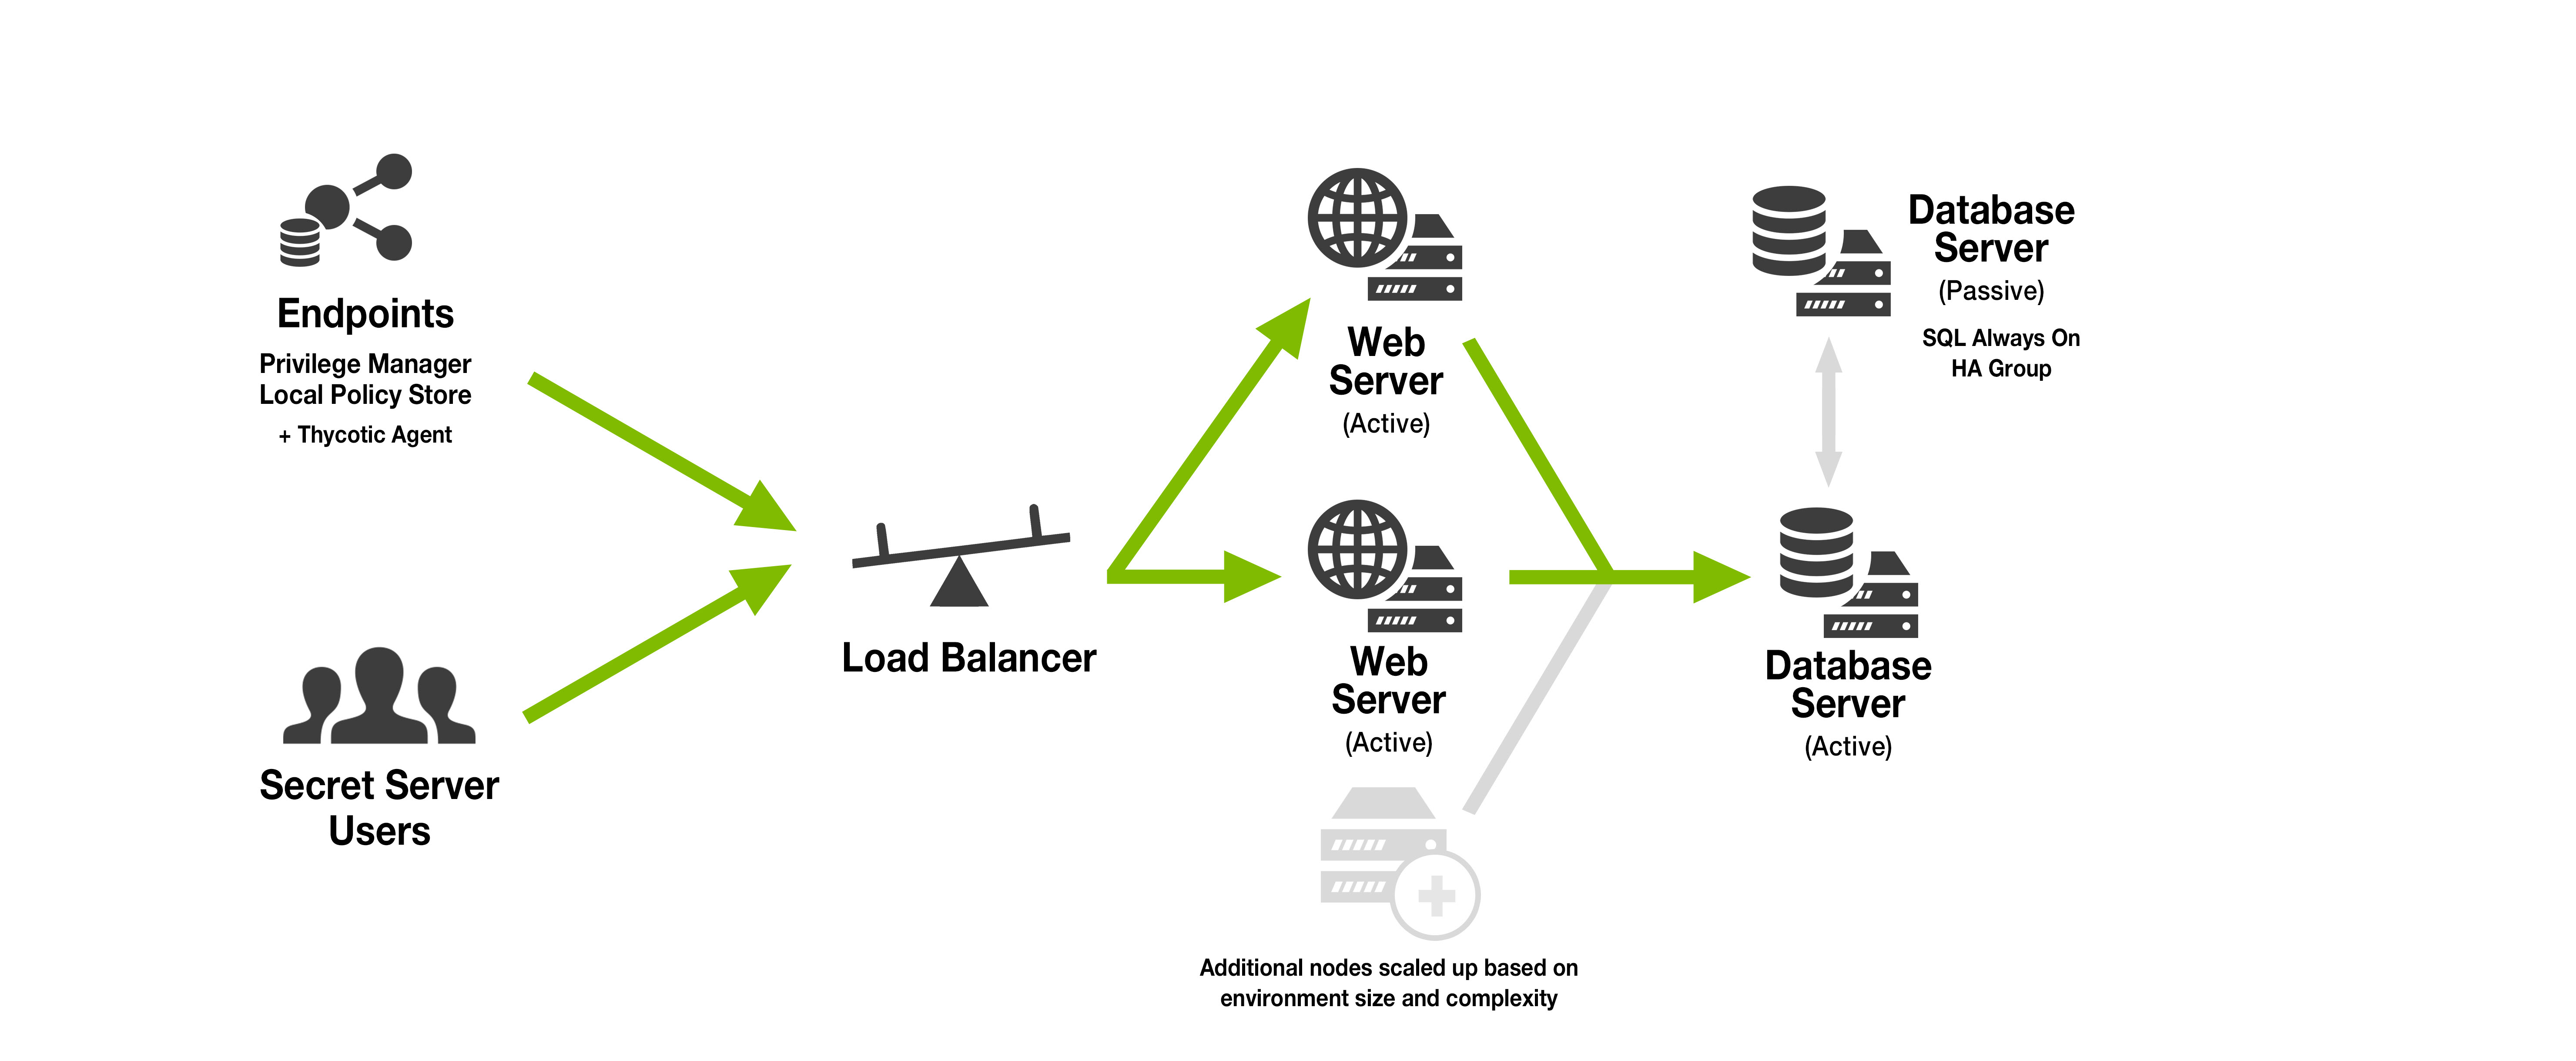 Endpoints
Privilege Manager
Local Policy Store
+ Thycotic Agent
Secret Server
Users
Load Balancer
Web
Server
(Active)
Web
Server
(Active)
Additional nodes scaled up based on
environment size and complexity
Database
Server
(Passive)
SQL Always On
HA Group
Database
Server
(Active)